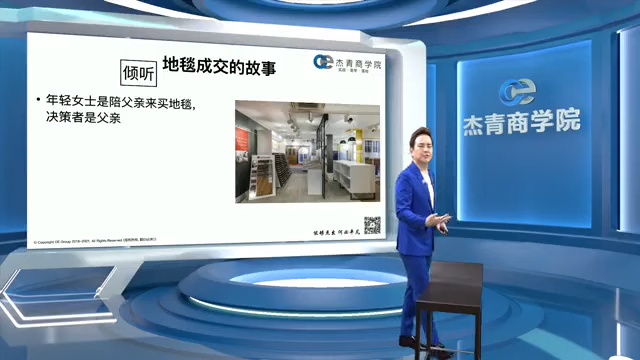 倾听
地毯成交的故事
杰青商学院
• 年轻女士是陪父亲来买地毯,
决策者是父亲
杰青商学院